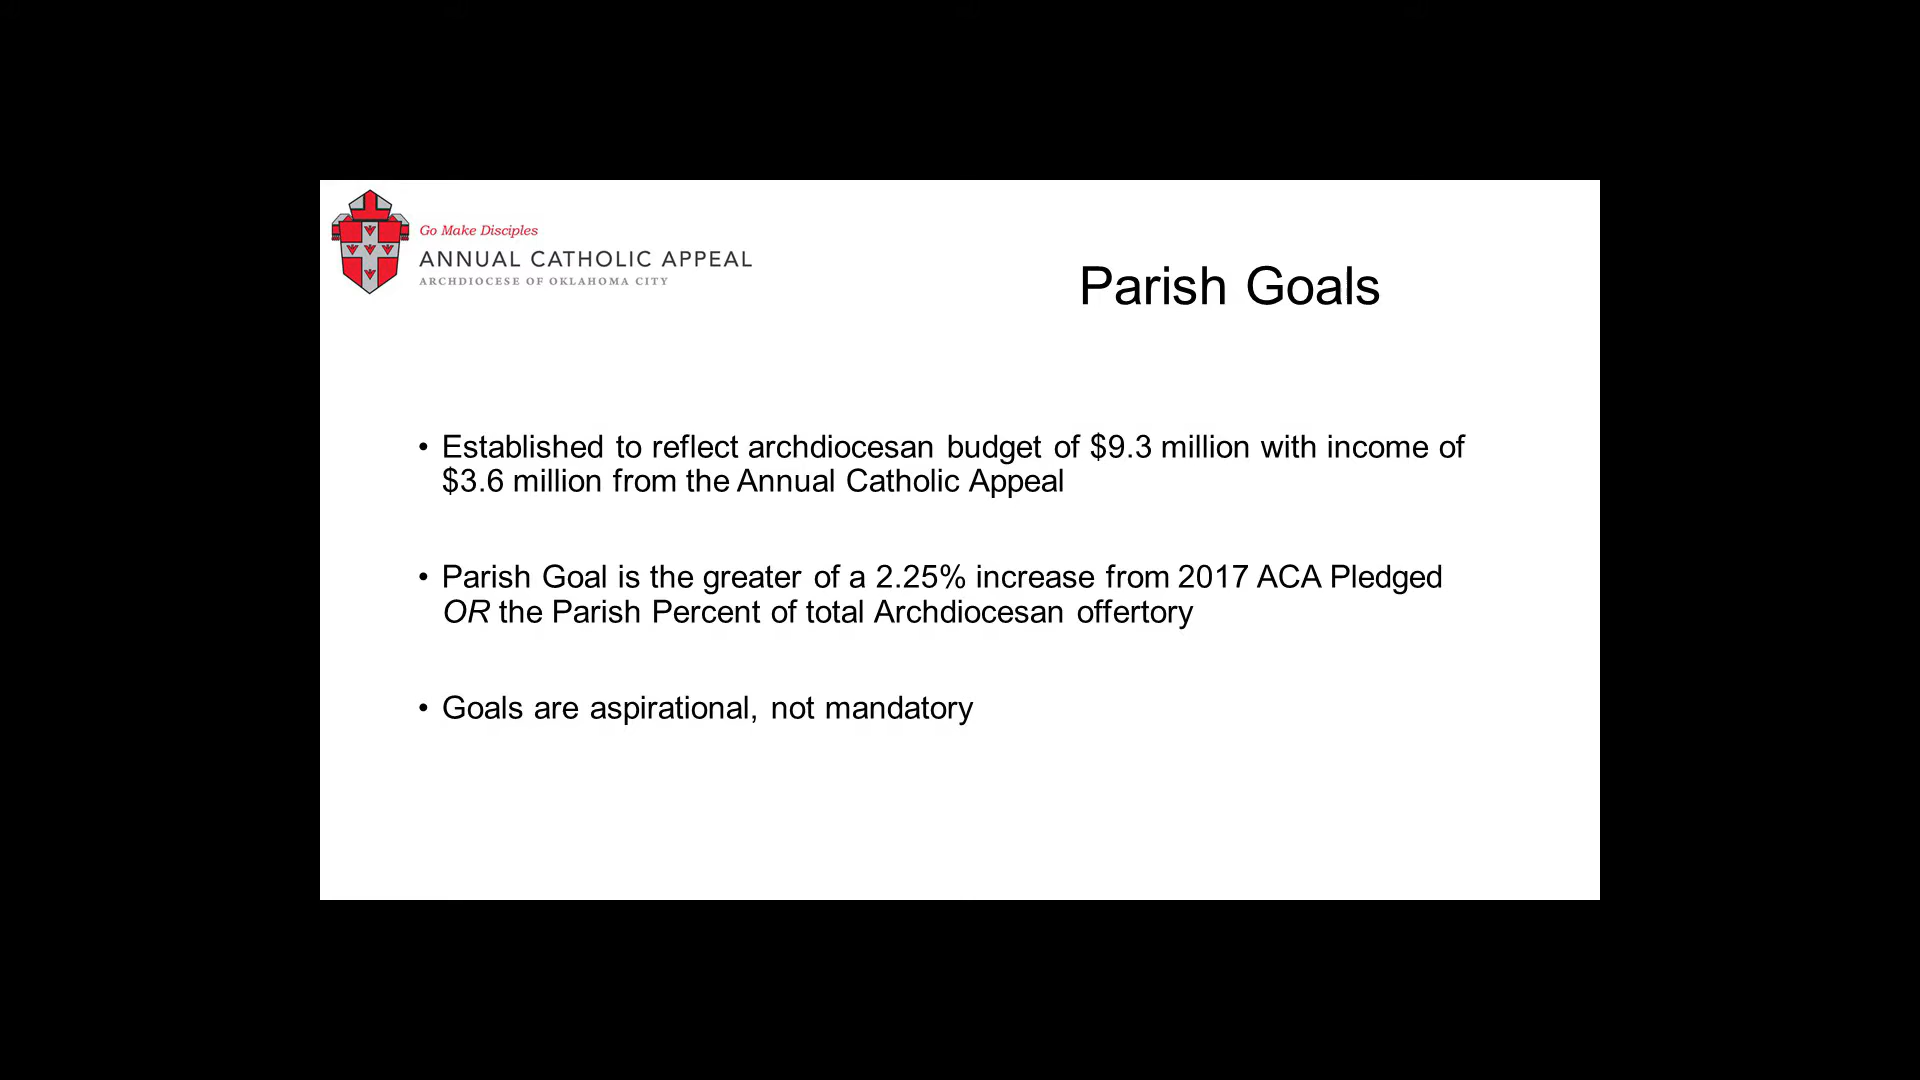 Go Make Disciples
ANNUAL CATHOLIC APPEAL
ARCHDIOCESE OF OKLAHOMA CITY
Parish Goals
• Established to reflect archdiocesan budget of $9.3 million with income of
$3.6 million from the Annual Catholic Appeal
• Parish Goal is the greater of a 2.25% increase from 2017 ACA Pledged
OR the Parish Percent of total Archdiocesan offertory
• Goals are aspirational, not mandatory